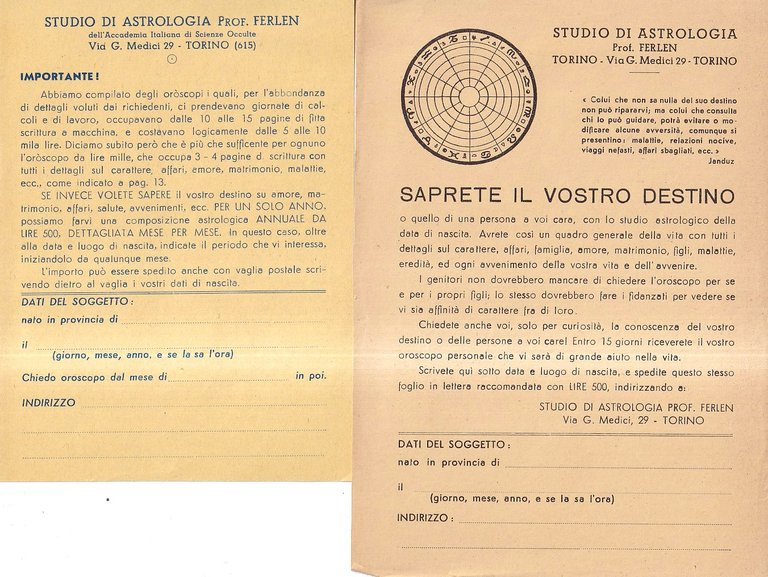 STUDIO DI ASTROLOGIA PROF. FERLEN
dell'Accademia Italiana di Scienze Occulte
Via G. Medici 29 - TORINO (615)
IMPORTANTE!
Abbiamo compilato degli oròscopi i quali, per l'abbondanza
di dettagli voluti dai richiedenti, ci prendevano giornate di cal-
coli e di lavoro, occupavano dalle 10 alle 15 pagine di fitta
scrittura a macchina, e costavano logicamente dalle 5 alle 10
mila lire. Diciamo subito però che è più che sufficente per ognuno
l'oròscopo da lire mille, che occupa 3 - 4 pagine d. scrittura con
tutti i dettagli sul carattere, affari, amore, matrimonio, malattie,
ecc., come indicato a pag. 13.
SE INVECE VOLETE SAPERE il vostro destino su amore, ma-
trimonio, affari, salute, avvenimenti, ecc. PER UN SOLO ANNO,
possiamo farvi una composizione astrologica ANNUALE DA
LIRE 500, DETTAGLIATA MESE PER MESE. In questo caso, oltre
alla data e luogo di nascita, indicate il periodo che vi interessa,
iniziandolo da qualunque mese.
L'importo può essere spedito anche con vaglia postale scri-
vendo dietro al vaglia i vostri dati di nascita.
DATI DEL SOGGETTO:
nato in provincia di
il
(giorno, mese, anno, e se la sa l'ora)
Chiedo oroscopo dal mese di in poi.
INDIRIZZO
STUDIO DI ASTROLOGIA
Prof. FERLEN
TORINO - Via G. Medici 29 - TORINO
« Colui che non sa nulla del suo destino
non può ripararvi; ma colui che consulta
chi lo può guidare, potrà evitare o mo-
dificare alcune avversità, comunque si
presentino: malattie, relazioni nocive,
viaggi nefasti, affari sbagliati, ecc. »
Janduz
SAPRETE IL VOSTRO DESTINO
o quello di una persona a voi cara, con lo studio astrologico della
data di nascita. Avrete così un quadro generale della vita con tutti i
dettagli sul carattere, affari, famiglia, amore, matrimonio, figli, malattie,
eredità, ed ogni avvenimento della vostra vita e dell'avvenire.
I genitori non dovrebbero mancare di chiedere l'oroscopo per se
e per i propri figli; lo stesso dovrebbero fare i fidanzati per vedere se
vi sia affinità di carattere fra di loro.
Chiedete anche voi, solo per curiosità, la conoscenza del vostro
destino o delle persone a voi care! Entro 15 giorni riceverete il vostro
oroscopo personale che vi sarà di grande aiuto nella vita.
Scrivete quì sotto data e luogo di nascita, e spedite questo stesso
foglio in lettera raccomandata con LIRE 500, indirizzando a:
STUDIO DI ASTROLOGIA PROF. FERLEN
Via G. Medici, 29 - TORINO
DATI DEL SOGGETTO:
nato in provincia di
il
(giorno, mese, anno, e se la sa l'ora)
INDIRIZZO :